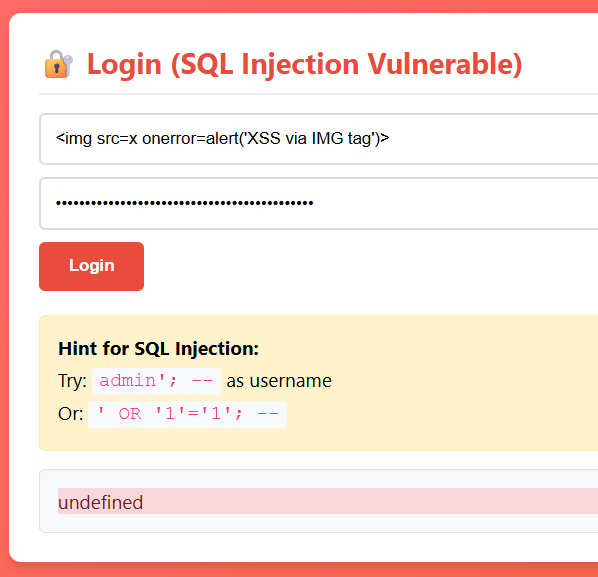 Login (SQL Injection Vulnerable)
<img src=x onerror=alert('XSS via IMG tag')>
••••••••••••••••••••••••••••••••••••••••••••
Login
Hint for SQL Injection:
Try: admin'; -- as username
Or: ' OR '1'='1'; --
undefined